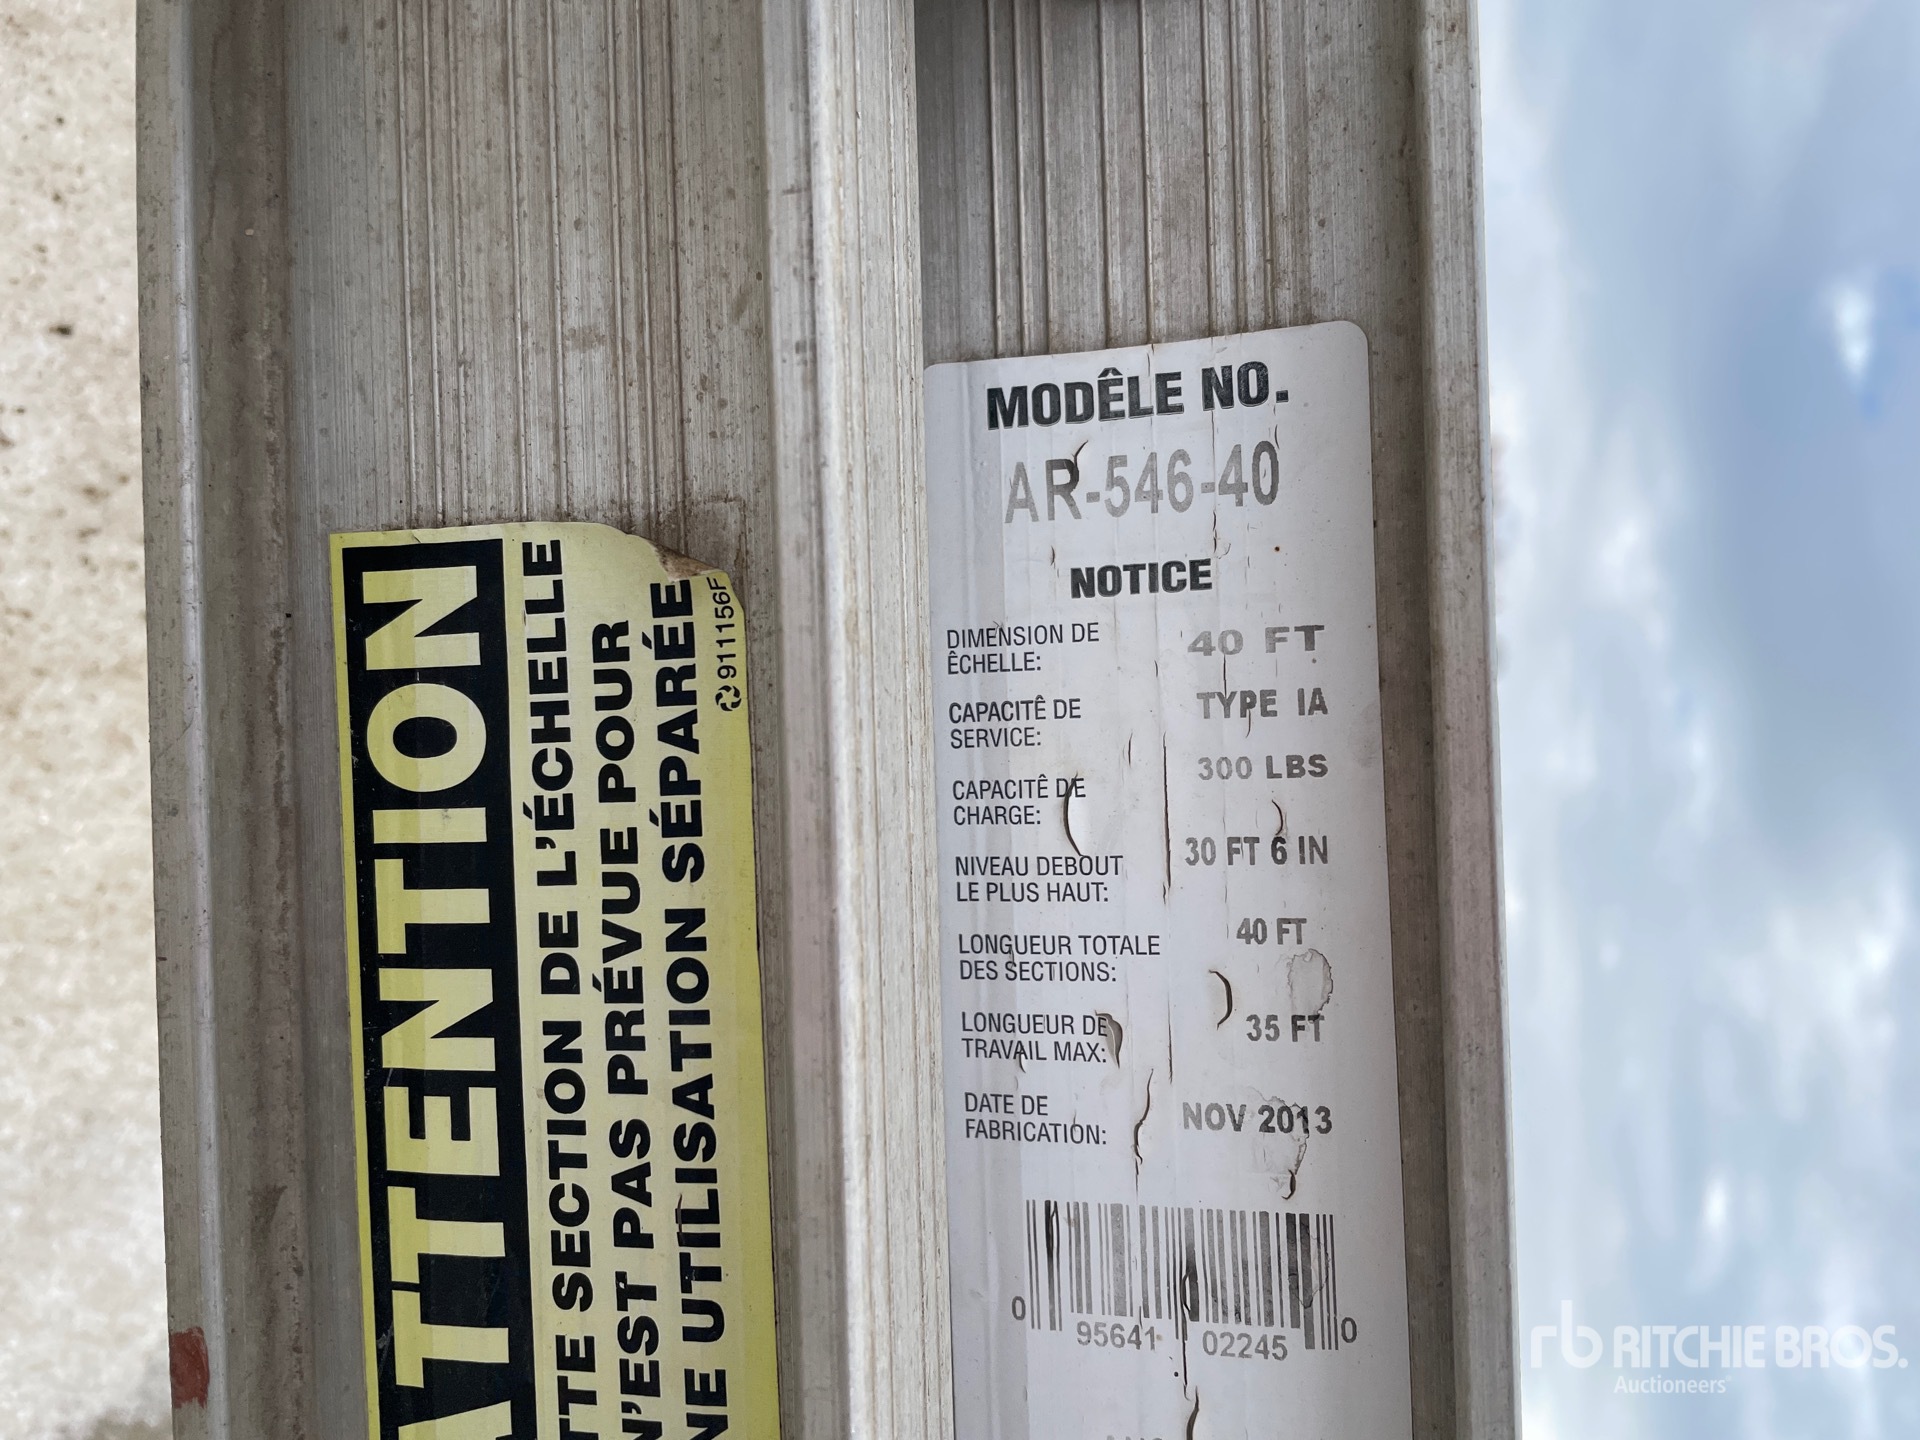 ATTENTION
TTE SECTION DE L'ÉCHELLE
N'EST PAS PRÉVUE POUR
NE UTILISATION SÉPARÉE
911156F
MODÊLE NO.
AR-546-40
NOTICE
DIMENSION DE
ÊCHELLE:
40 FT
CAPACITÊ DE
SERVICE:
TYPE IA
CAPACITÊ DE
CHARGE:
300 LBS
NIVEAU DEBOUT
LE PLUS HAUT:
30 FT 6 IN
LONGUEUR TOTALE
DES SECTIONS:
40 FT
LONGUEUR DE
TRAVAIL MAX:
35 FT
DATE DE
FABRICATION:
NOV 2013
0 95641 02245 0
rb RITCHIE BROS.
Auctioneers